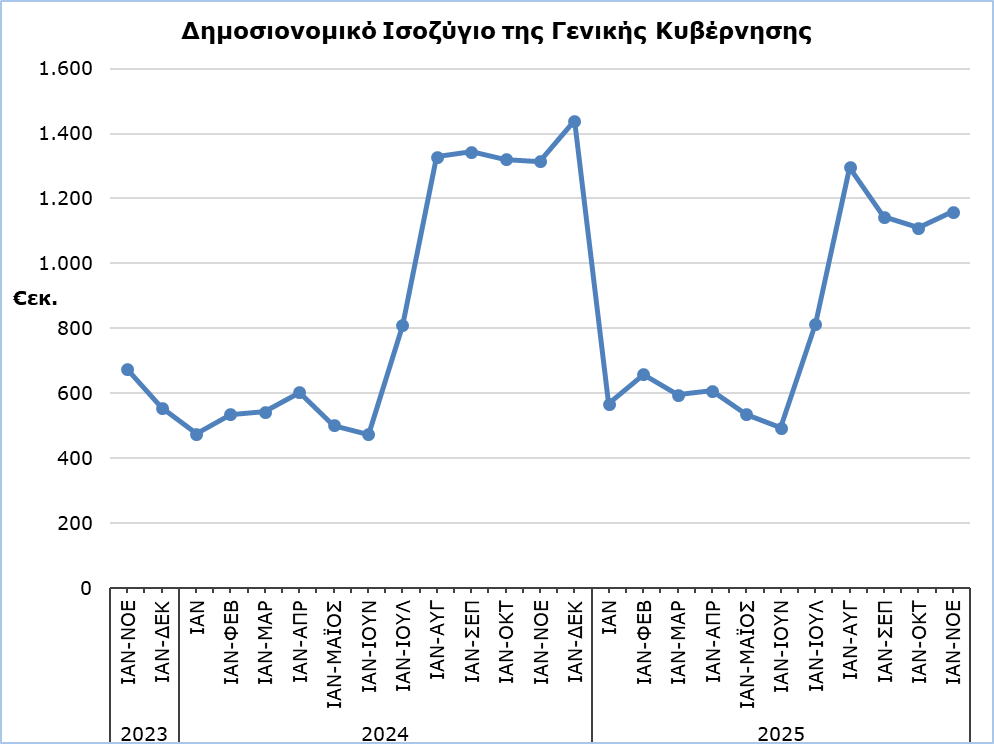 Δημοσιονομικό Ισοζύγιο της Γενικής Κυβέρνησης
1.600
1.400
1.200
1.000
€εκ.
800
600
400
200
0
ΙΑΝ-ΝΟΕ
ΙΑΝ-ΔΕΚ
ΙΑΝ
ΙΑΝ-ΦΕΒ
ΙΑΝ-ΜΑΡ
ΙΑΝ-ΑΠΡ
ΙΑΝ-ΜΑΪΟΣ
ΙΑΝ-ΙΟΥΝ
ΙΑΝ-ΙΟΥΛ
ΙΑΝ-ΑΥΓ
ΙΑΝ-ΣΕΠ
ΙΑΝ-ΟΚΤ
ΙΑΝ-ΝΟΕ
ΙΑΝ-ΔΕΚ
ΙΑΝ
ΙΑΝ-ΦΕΒ
ΙΑΝ-ΜΑΡ
ΙΑΝ-ΑΠΡ
ΙΑΝ-ΜΑΪΟΣ
ΙΑΝ-ΙΟΥΝ
ΙΑΝ-ΙΟΥΛ
ΙΑΝ-ΑΥΓ
ΙΑΝ-ΣΕΠ
ΙΑΝ-ΟΚΤ
ΙΑΝ-ΝΟΕ
2023 2024 2025